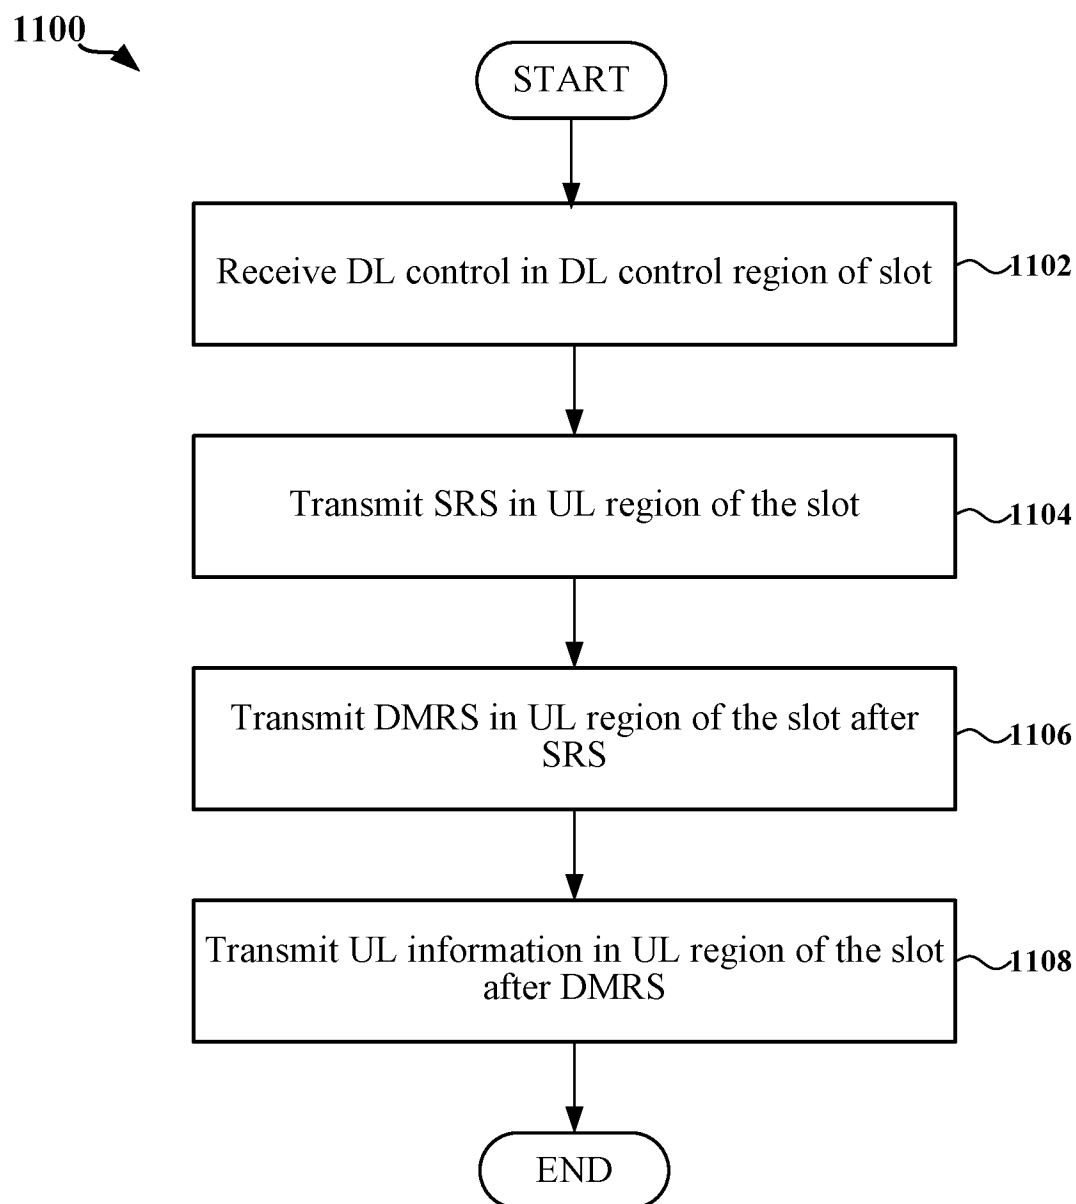 1100
START
Receive DL control in DL control region of slot
1102
Transmit SRS in UL region of the slot
1104
Transmit DMRS in UL region of the slot after
SRS
1106
Transmit UL information in UL region of the slot
after DMRS
1108
END